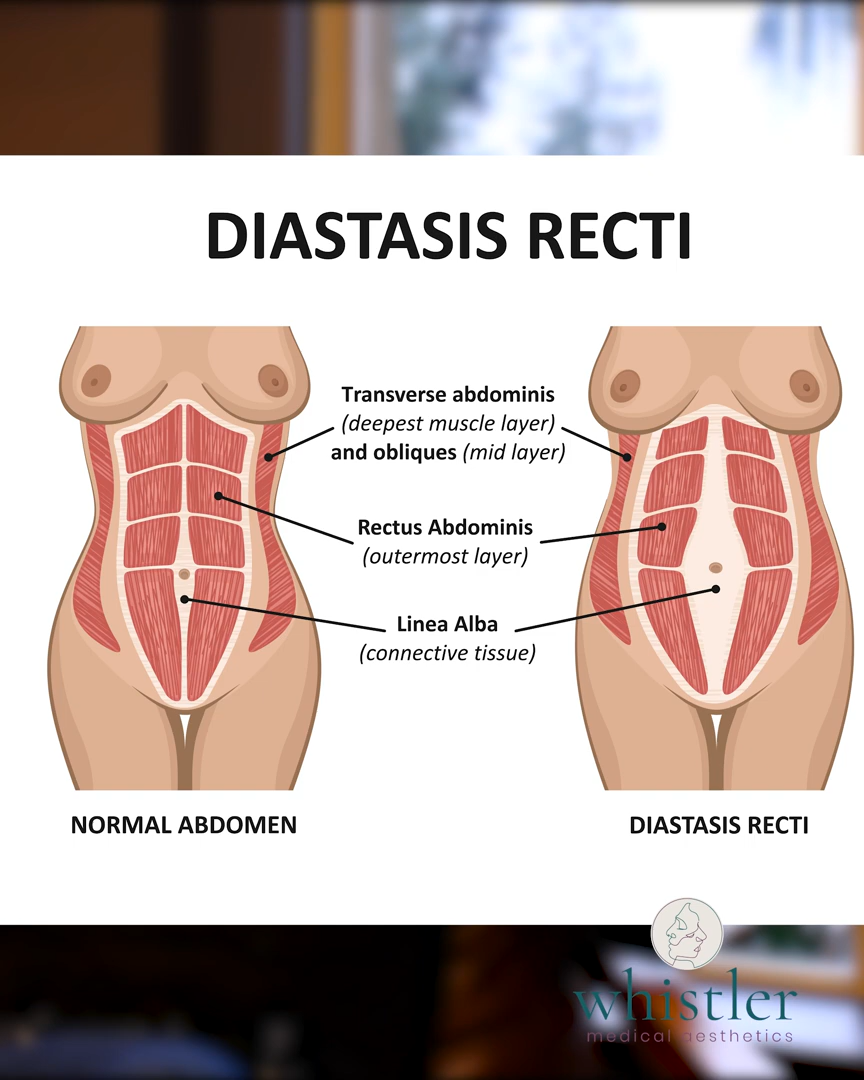 DIASTASIS RECTI
Transverse abdominis
(deepest muscle layer)
and obliques (mid layer)
Rectus Abdominis
(outermost layer)
Linea Alba
(connective tissue)
NORMAL ABDOMEN
DIASTASIS RECTI
whistler
medical aesthetics